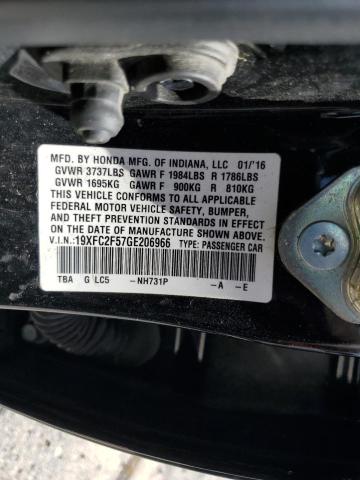 MFD. BY HONDA MFG. OF INDIANA, LLC 01/'16
GVWR 3737LBS GAWR F 1984LBS R 1786LBS
GVWR 1695KG GAWR F 900KG R 810KG
THIS VEHICLE CONFORMS TO ALL APPLICABLE
FEDERAL MOTOR VEHICLE SAFETY, BUMPER,
AND THEFT PREVENTION STANDARDS IN EFFECT
ON THE DATE OF MANUFACTURE SHOWN ABOVE.
V.I.N.:19XFC2F57GE206966 TYPE: PASSENGER CAR
TBA G LC5 -NH731P -A -E